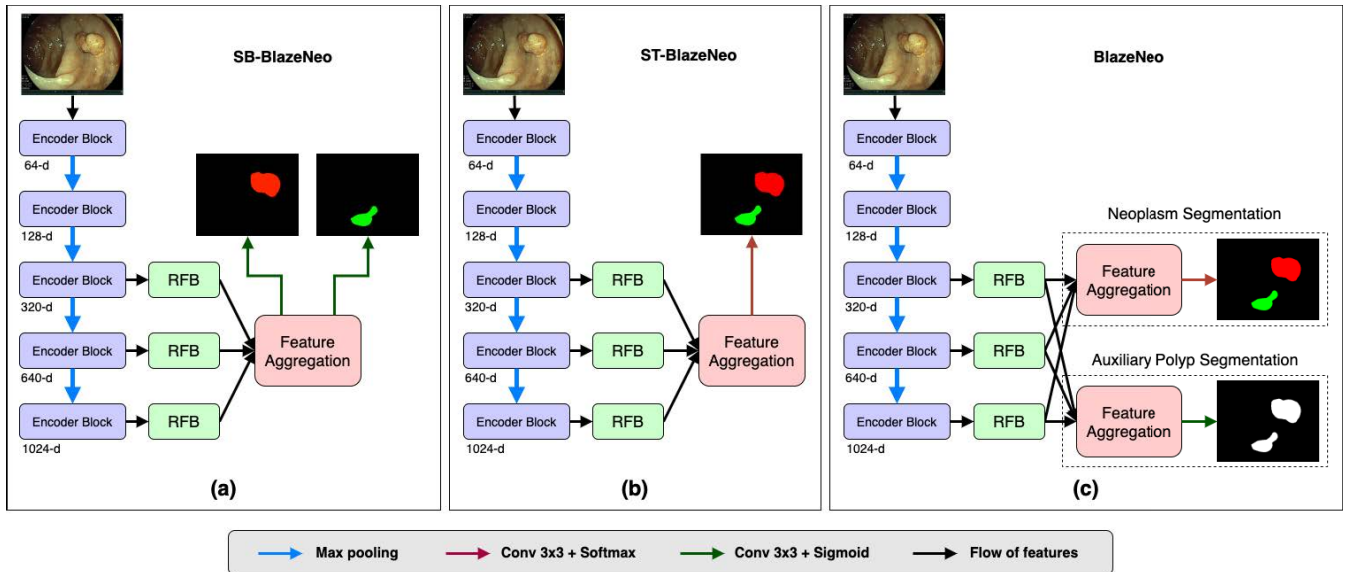 SB-BlazeNeo
Encoder Block
64-d
Encoder Block
128-d
Encoder Block
RFB
320-d
Encoder Block
RFB
640-d
Encoder Block
RFB
1024-d
Feature
Aggregation
(a)
ST-BlazeNeo
Encoder Block
64-d
Encoder Block
128-d
Encoder Block
RFB
320-d
Encoder Block
RFB
640-d
Encoder Block
RFB
1024-d
Feature
Aggregation
(b)
BlazeNeo
Encoder Block
64-d
Encoder Block
128-d
Encoder Block
RFB
320-d
Encoder Block
RFB
640-d
Encoder Block
RFB
1024-d
Neoplasm Segmentation
Feature
Aggregation
Auxiliary Polyp Segmentation
Feature
Aggregation
(c)
Max pooling
Conv 3x3 + Softmax
Conv 3x3 + Sigmoid
Flow of features